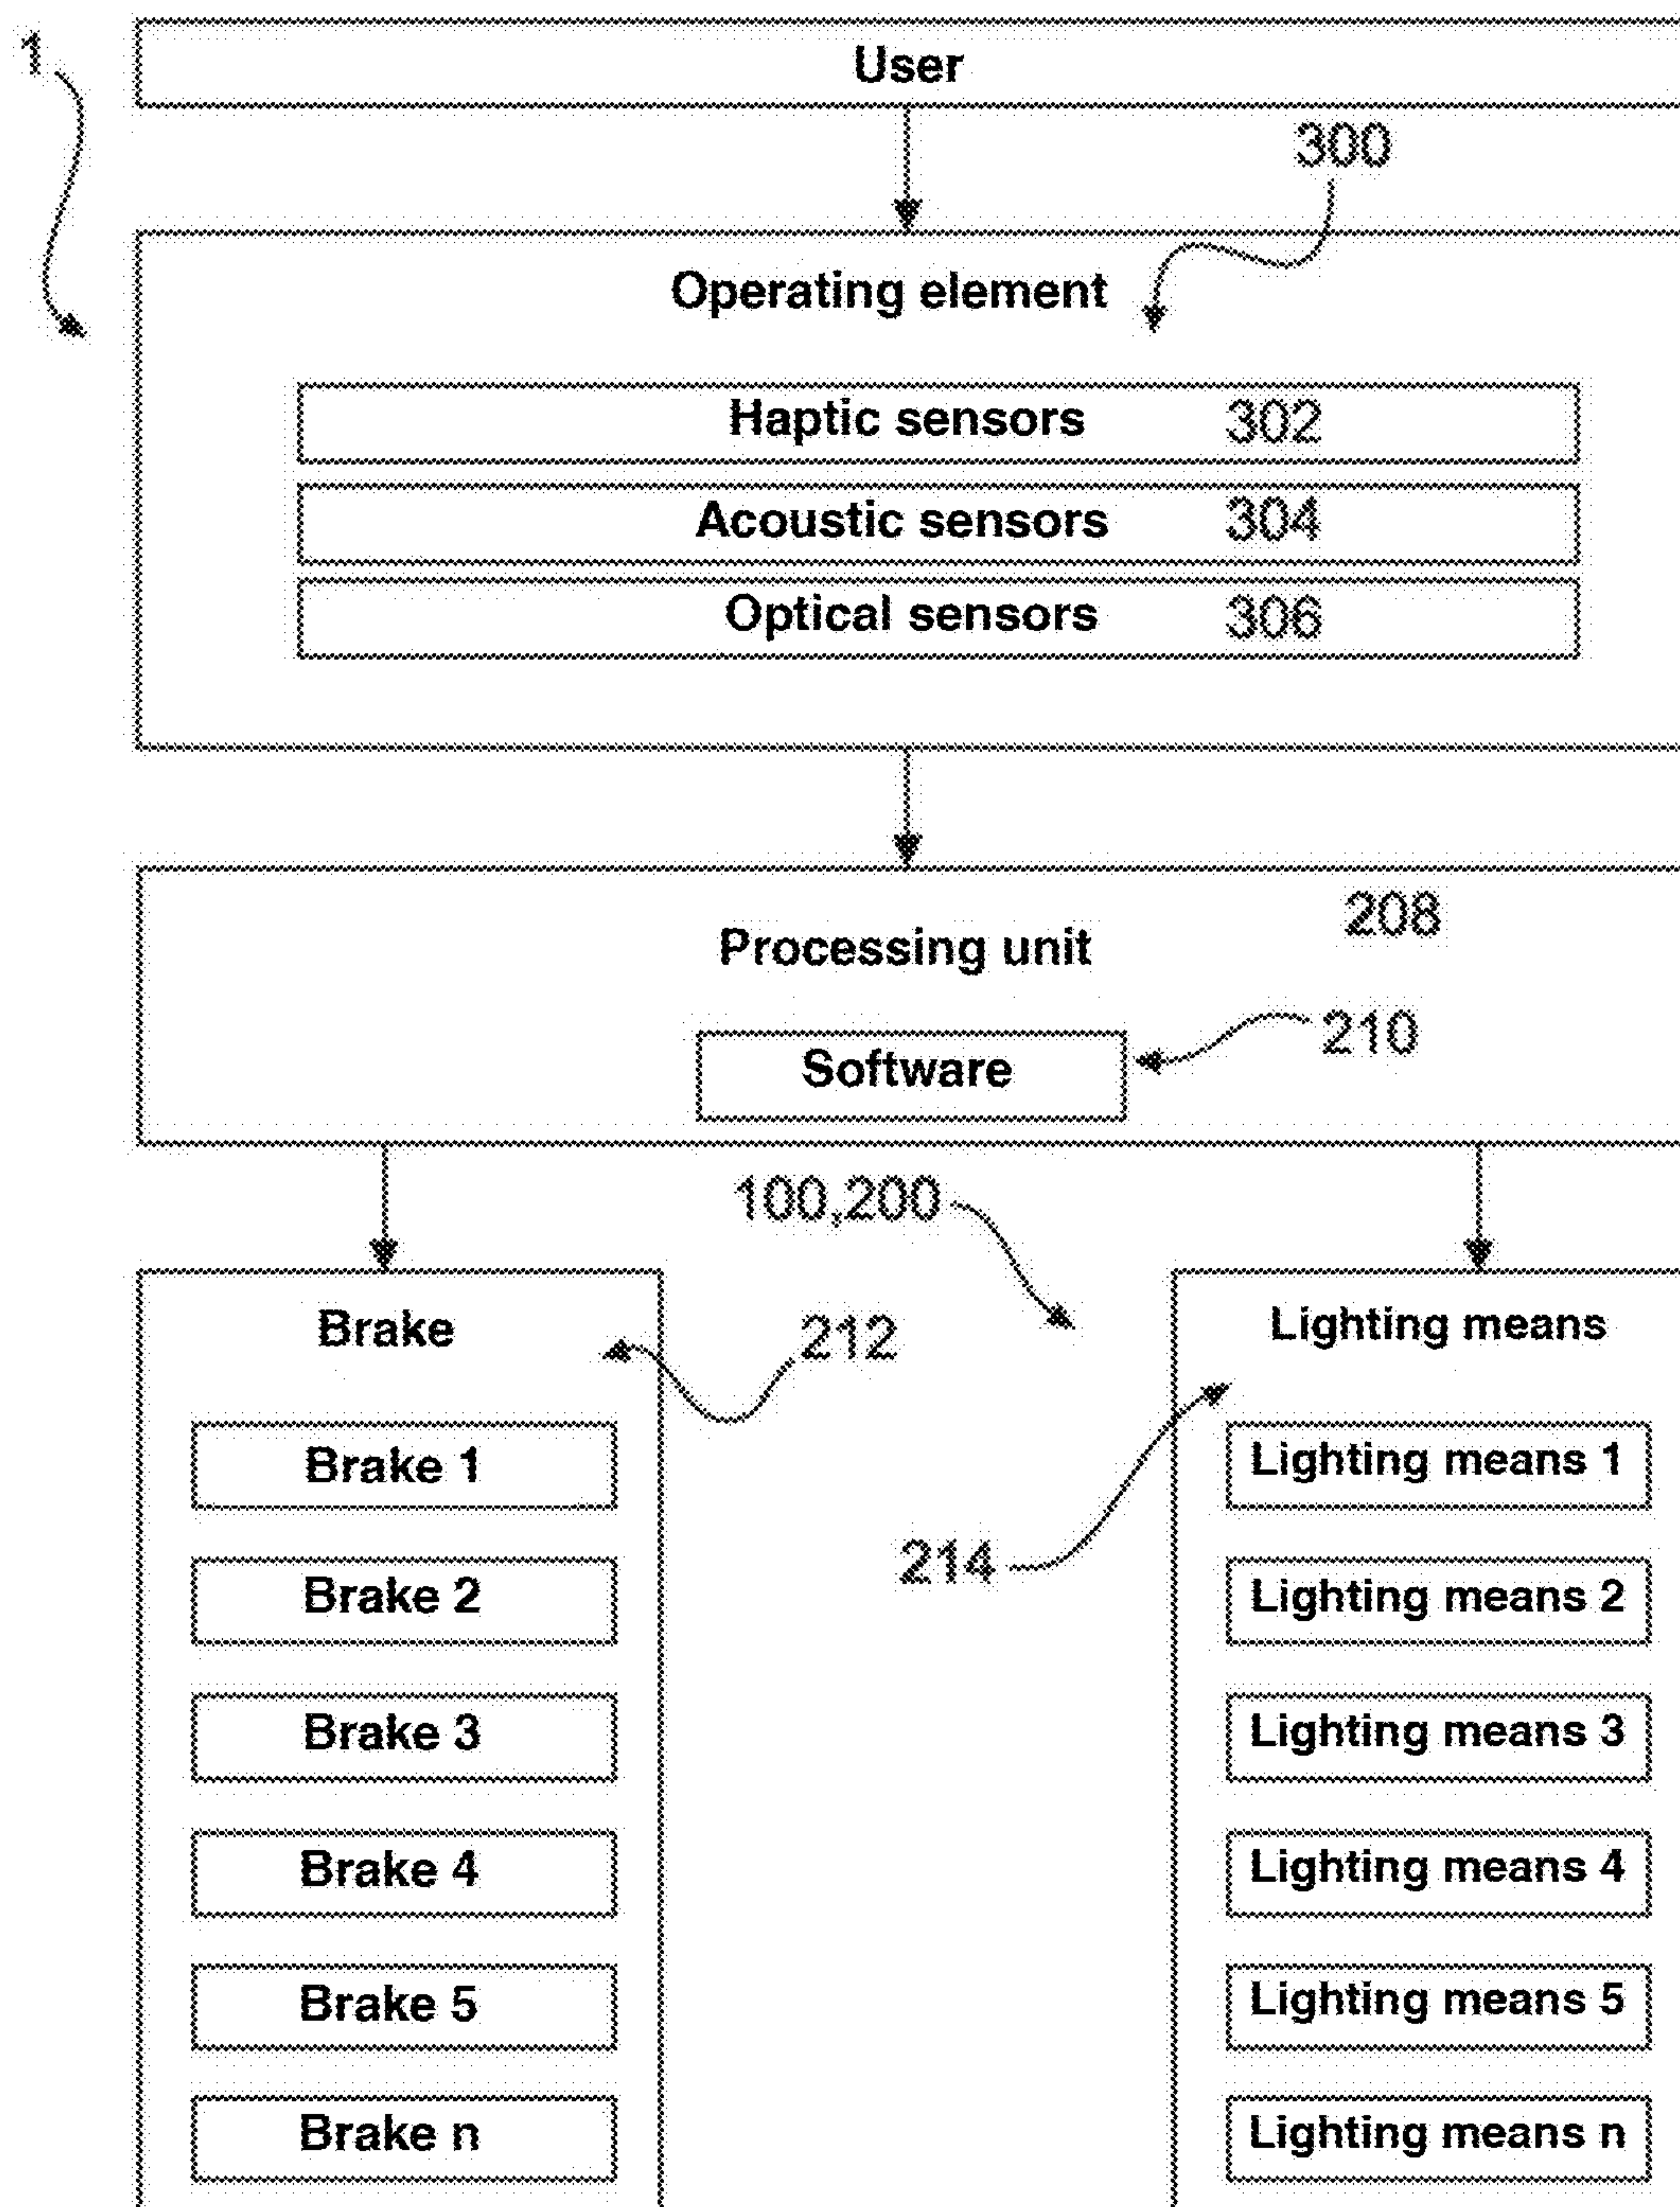 1
User
300
Operating element
Haptic sensors 302
Acoustic sensors 304
Optical sensors 306
208
Processing unit
210
Software
100,200
Brake
212
Lighting means
Brake 1
Lighting means 1
214
Brake 2
Lighting means 2
Brake 3
Lighting means 3
Brake 4
Lighting means 4
Brake 5
Lighting means 5
Brake n
Lighting means n